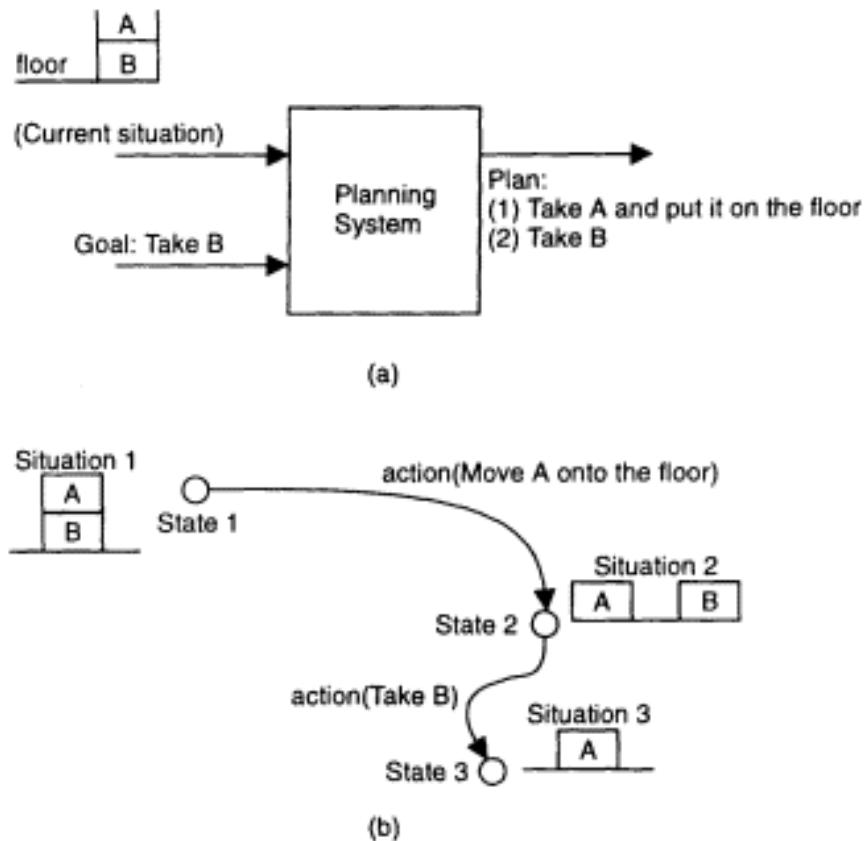 A
floor B
(Current situation)
Planning
System
Goal: Take B
Plan:
(1) Take A and put it on the floor
(2) Take B
(a)
Situation 1
A
B
State 1
action(Move A onto the floor)
Situation 2
A B
State 2
action(Take B)
Situation 3
A
State 3
(b)